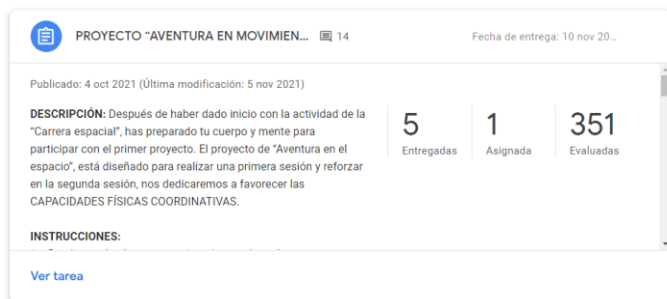 PROYECTO “AVENTURA EN MOVIMIEN... 14 Fecha de entrega: 10 nov 20...
Publicado: 4 oct 2021 (Última modificación: 5 nov 2021)
DESCRIPCIÓN: Después de haber dado inicio con la actividad de la
“Carrera espacial”, has preparado tu cuerpo y mente para
participar con el primer proyecto. El proyecto de “Aventura en el
espacio”, está diseñado para realizar una primera sesión y reforzar
en la segunda sesión, nos dedicaremos a favorecer las
CAPACIDADES FÍSICAS COORDINATIVAS.
5 1 351
Entregadas Asignada Evaluadas
INSTRUCCIONES:
Ver tarea